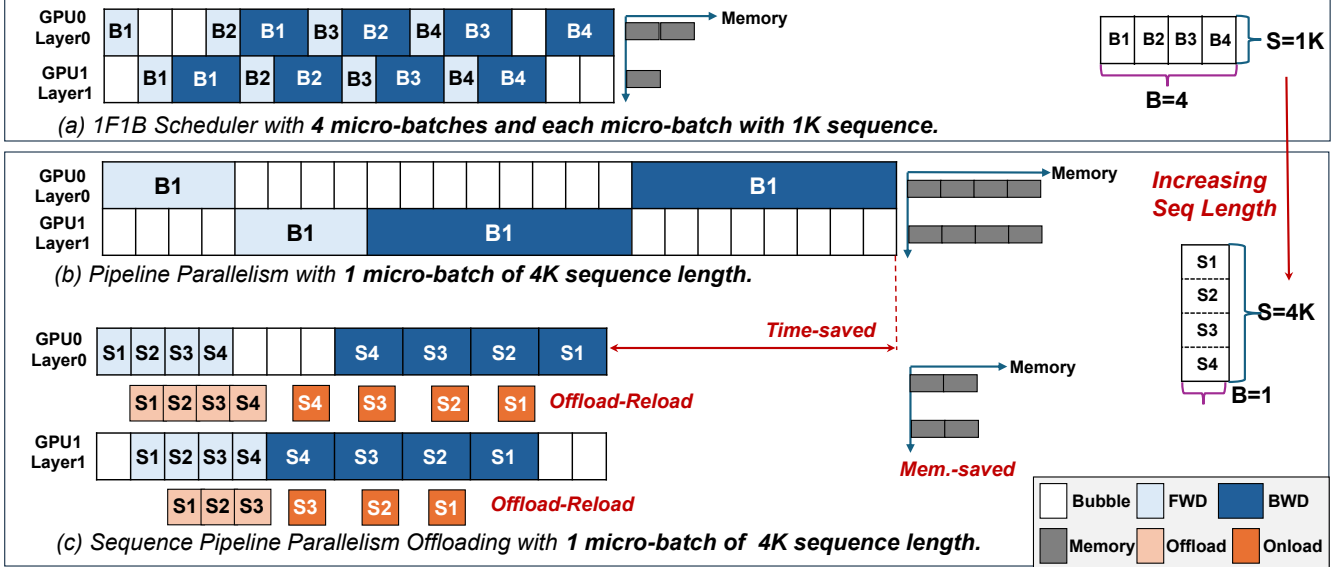 GPU0
Layer0
B1 B2 B1 B3 B2 B4 B3 B4
Memory
GPU1
Layer1
B1 B1 B2 B2 B3 B3 B4 B4
B1 B2 B3 B4
S=1K
B=4
(a) 1F1B Scheduler with 4 micro-batches and each micro-batch with 1K sequence.
GPU0
Layer0
B1 B1
Memory
GPU1
Layer1
B1 B1
Increasing
Seq Length
(b) Pipeline Parallelism with 1 micro-batch of 4K sequence length.
S1
S2
S3
S4
S=4K
B=1
Time-saved
GPU0
Layer0
S1 S2 S3 S4 S4 S3 S2 S1
S1 S2 S3 S4 S4 S3 S2 S1 Offload-Reload
Memory
GPU1
Layer1
S1 S2 S3 S4 S4 S3 S2 S1
Mem.-saved
S1 S2 S3 S3 S2 S1 Offload-Reload
(c) Sequence Pipeline Parallelism Offloading with 1 micro-batch of 4K sequence length.
Bubble FWD BWD
Memory Offload Onload